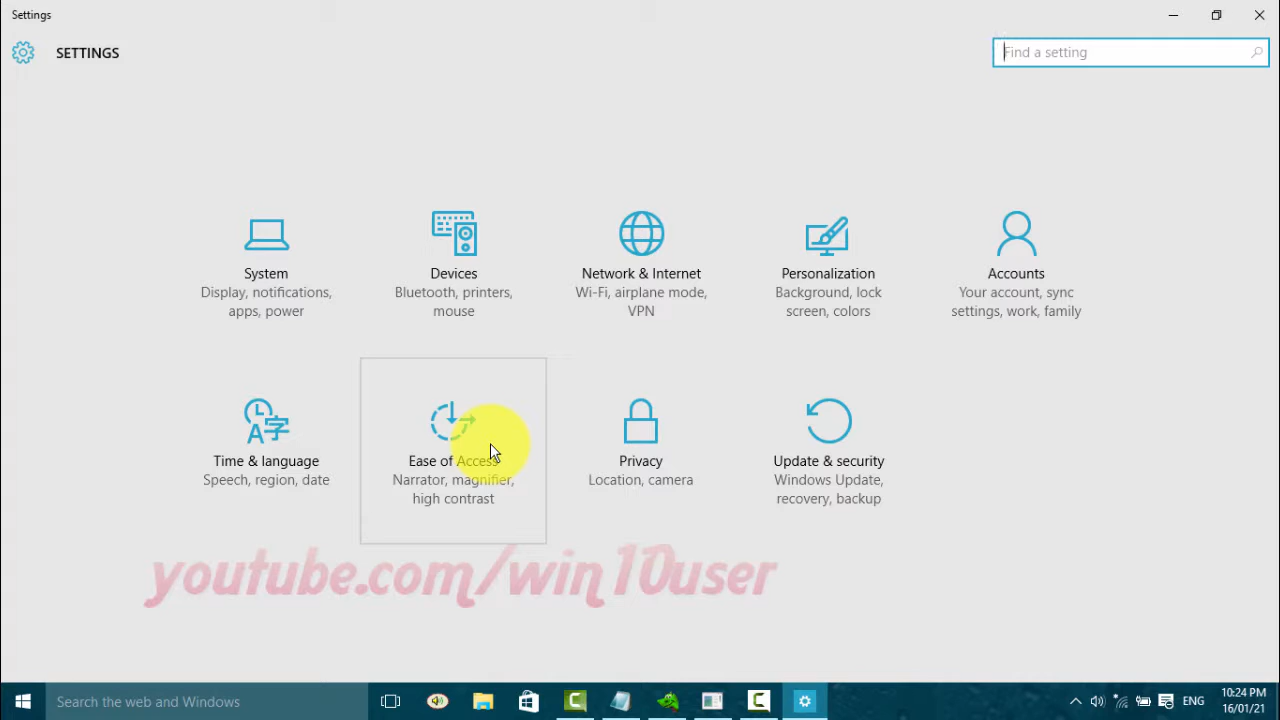 Settings
SETTINGS
Find a setting
System
Display, notifications,
apps, power
Devices
Bluetooth, printers,
mouse
Network & Internet
Wi-Fi, airplane mode,
VPN
Personalization
Background, lock
screen, colors
Accounts
Your account, sync
settings, work, family
Time & language
Speech, region, date
Ease of Access
Narrator, magnifier,
high contrast
Privacy
Location, camera
Update & security
Windows Update,
recovery, backup
youtube.com/win10user
Search the web and Windows
ENG
10:24 PM
16/01/21